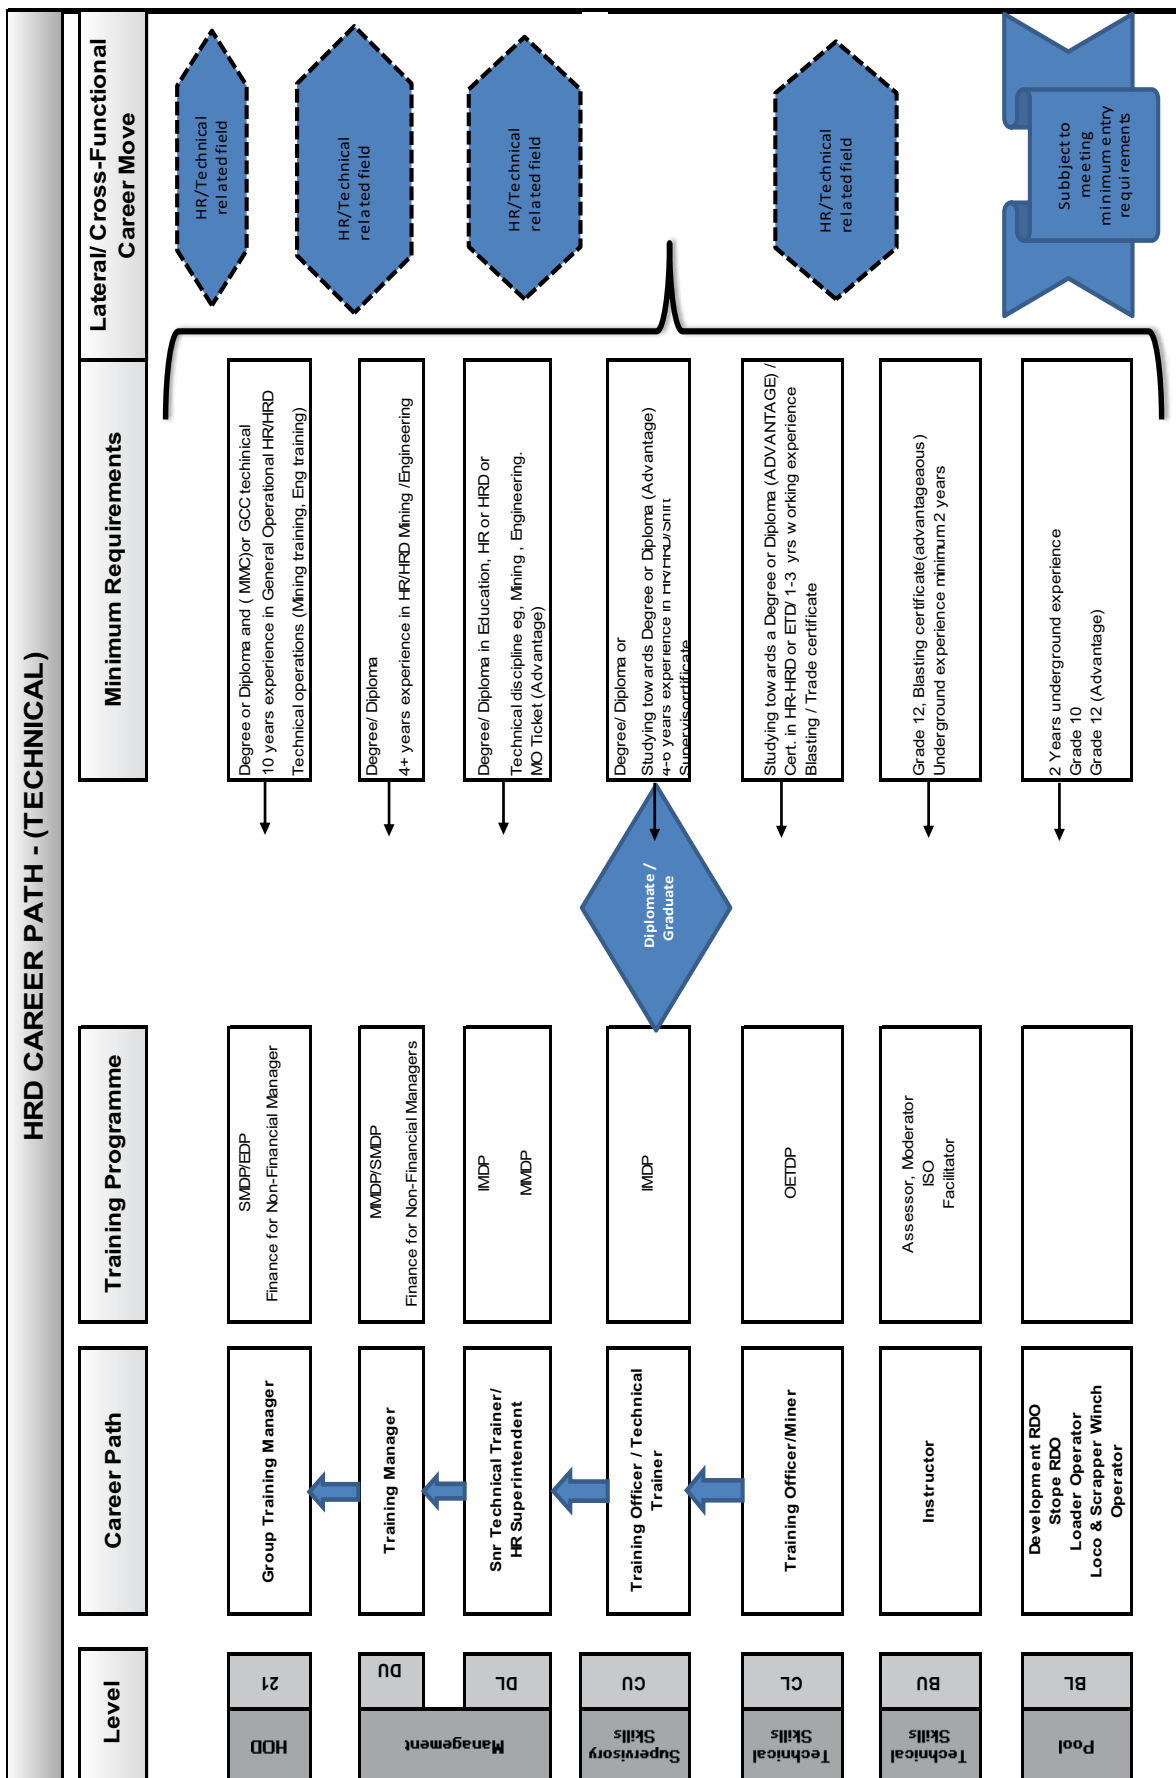 HRD CAREER PATH - (TECHNICAL)
Level
Career Path
Training Programme
Minimum Requirements
Lateral/ Cross-Functional
Career Move
HOD
21
Group Training Manager
SMDP/EDP
Finance for Non-Financial Manager
Degree or Diploma and ( MMC)or GCC techinical
10 years experience in General Operational HR/HRD
Technical operations (Mining training, Eng training)
HR/Technical
related field
Management
DU
Training Manager
MMDP/SMDP
Finance for Non-Financial Managers
Degree/ Diploma
4+ years experience in HR/HRD Mining /Engineering
HR/Technical
related field
DL
Snr Technical Trainer/
HR Superintendent
IMDP
MMDP
Degree/ Diploma in Education, HR or HRD or
Technical discipline eg, Mining , Engineering.
MO Ticket (Advantage)
HR/Technical
related field
Supervisory
Skills
CU
Training Officer / Technical
Trainer
IMDP
Diplomate /
Graduate
Degree/ Diploma or
Studying towards Degree or Diploma (Advantage)
4-6 years experience in HR/HRD/Shift
Supervisortificate
Technical
Skills
CL
Training Officer/Miner
OETDP
Studying towards a Degree or Diploma (ADVANTAGE) /
Cert. in HR-HRD or ETD/ 1-3 yrs working experience
Blasting / Trade certificate
HR/Technical
related field
Technical
Skills
BU
Instructor
Assessor, Moderator
ISO
Facilitator
Grade 12, Blasting certificate(advantageaous)
Underground experience minimum 2 years
Pool
BL
Development RDO
Stope RDO
Loader Operator
Loco & Scrapper Winch
Operator
2 Years underground experience
Grade 10
Grade 12 (Advantage)
Subbject to
meeting
minimum entry
requirements